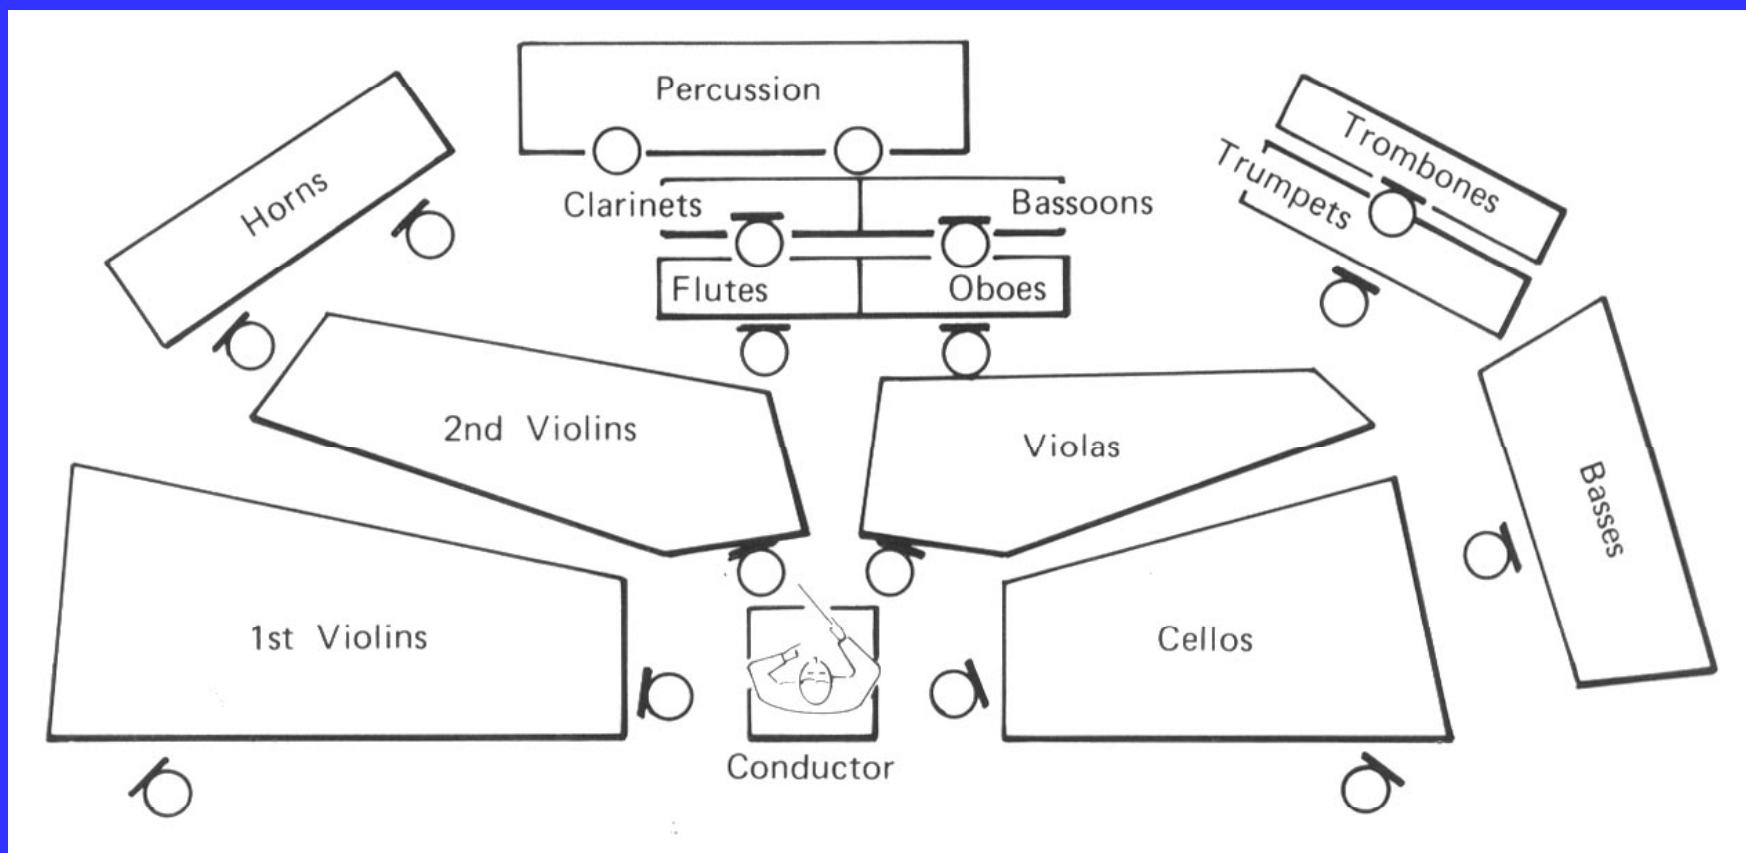 Percussion
Horns
Trombones
Trumpets
Clarinets
Bassoons
Flutes
Oboes
2nd Violins
Violas
Basses
1st Violins
Cellos
Conductor